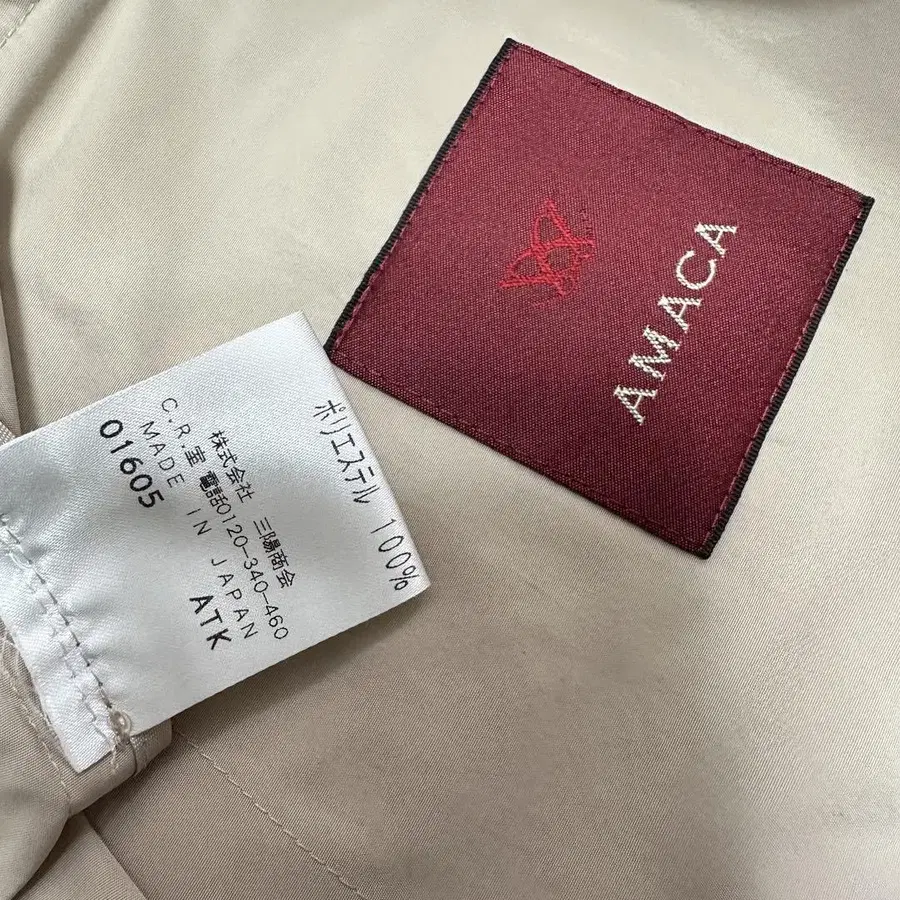 AMACA
ポリエステル 100%
株式会社 三陽商会
C.R.室 電話0120-340-460
MADE IN JAPAN
01605 ATK